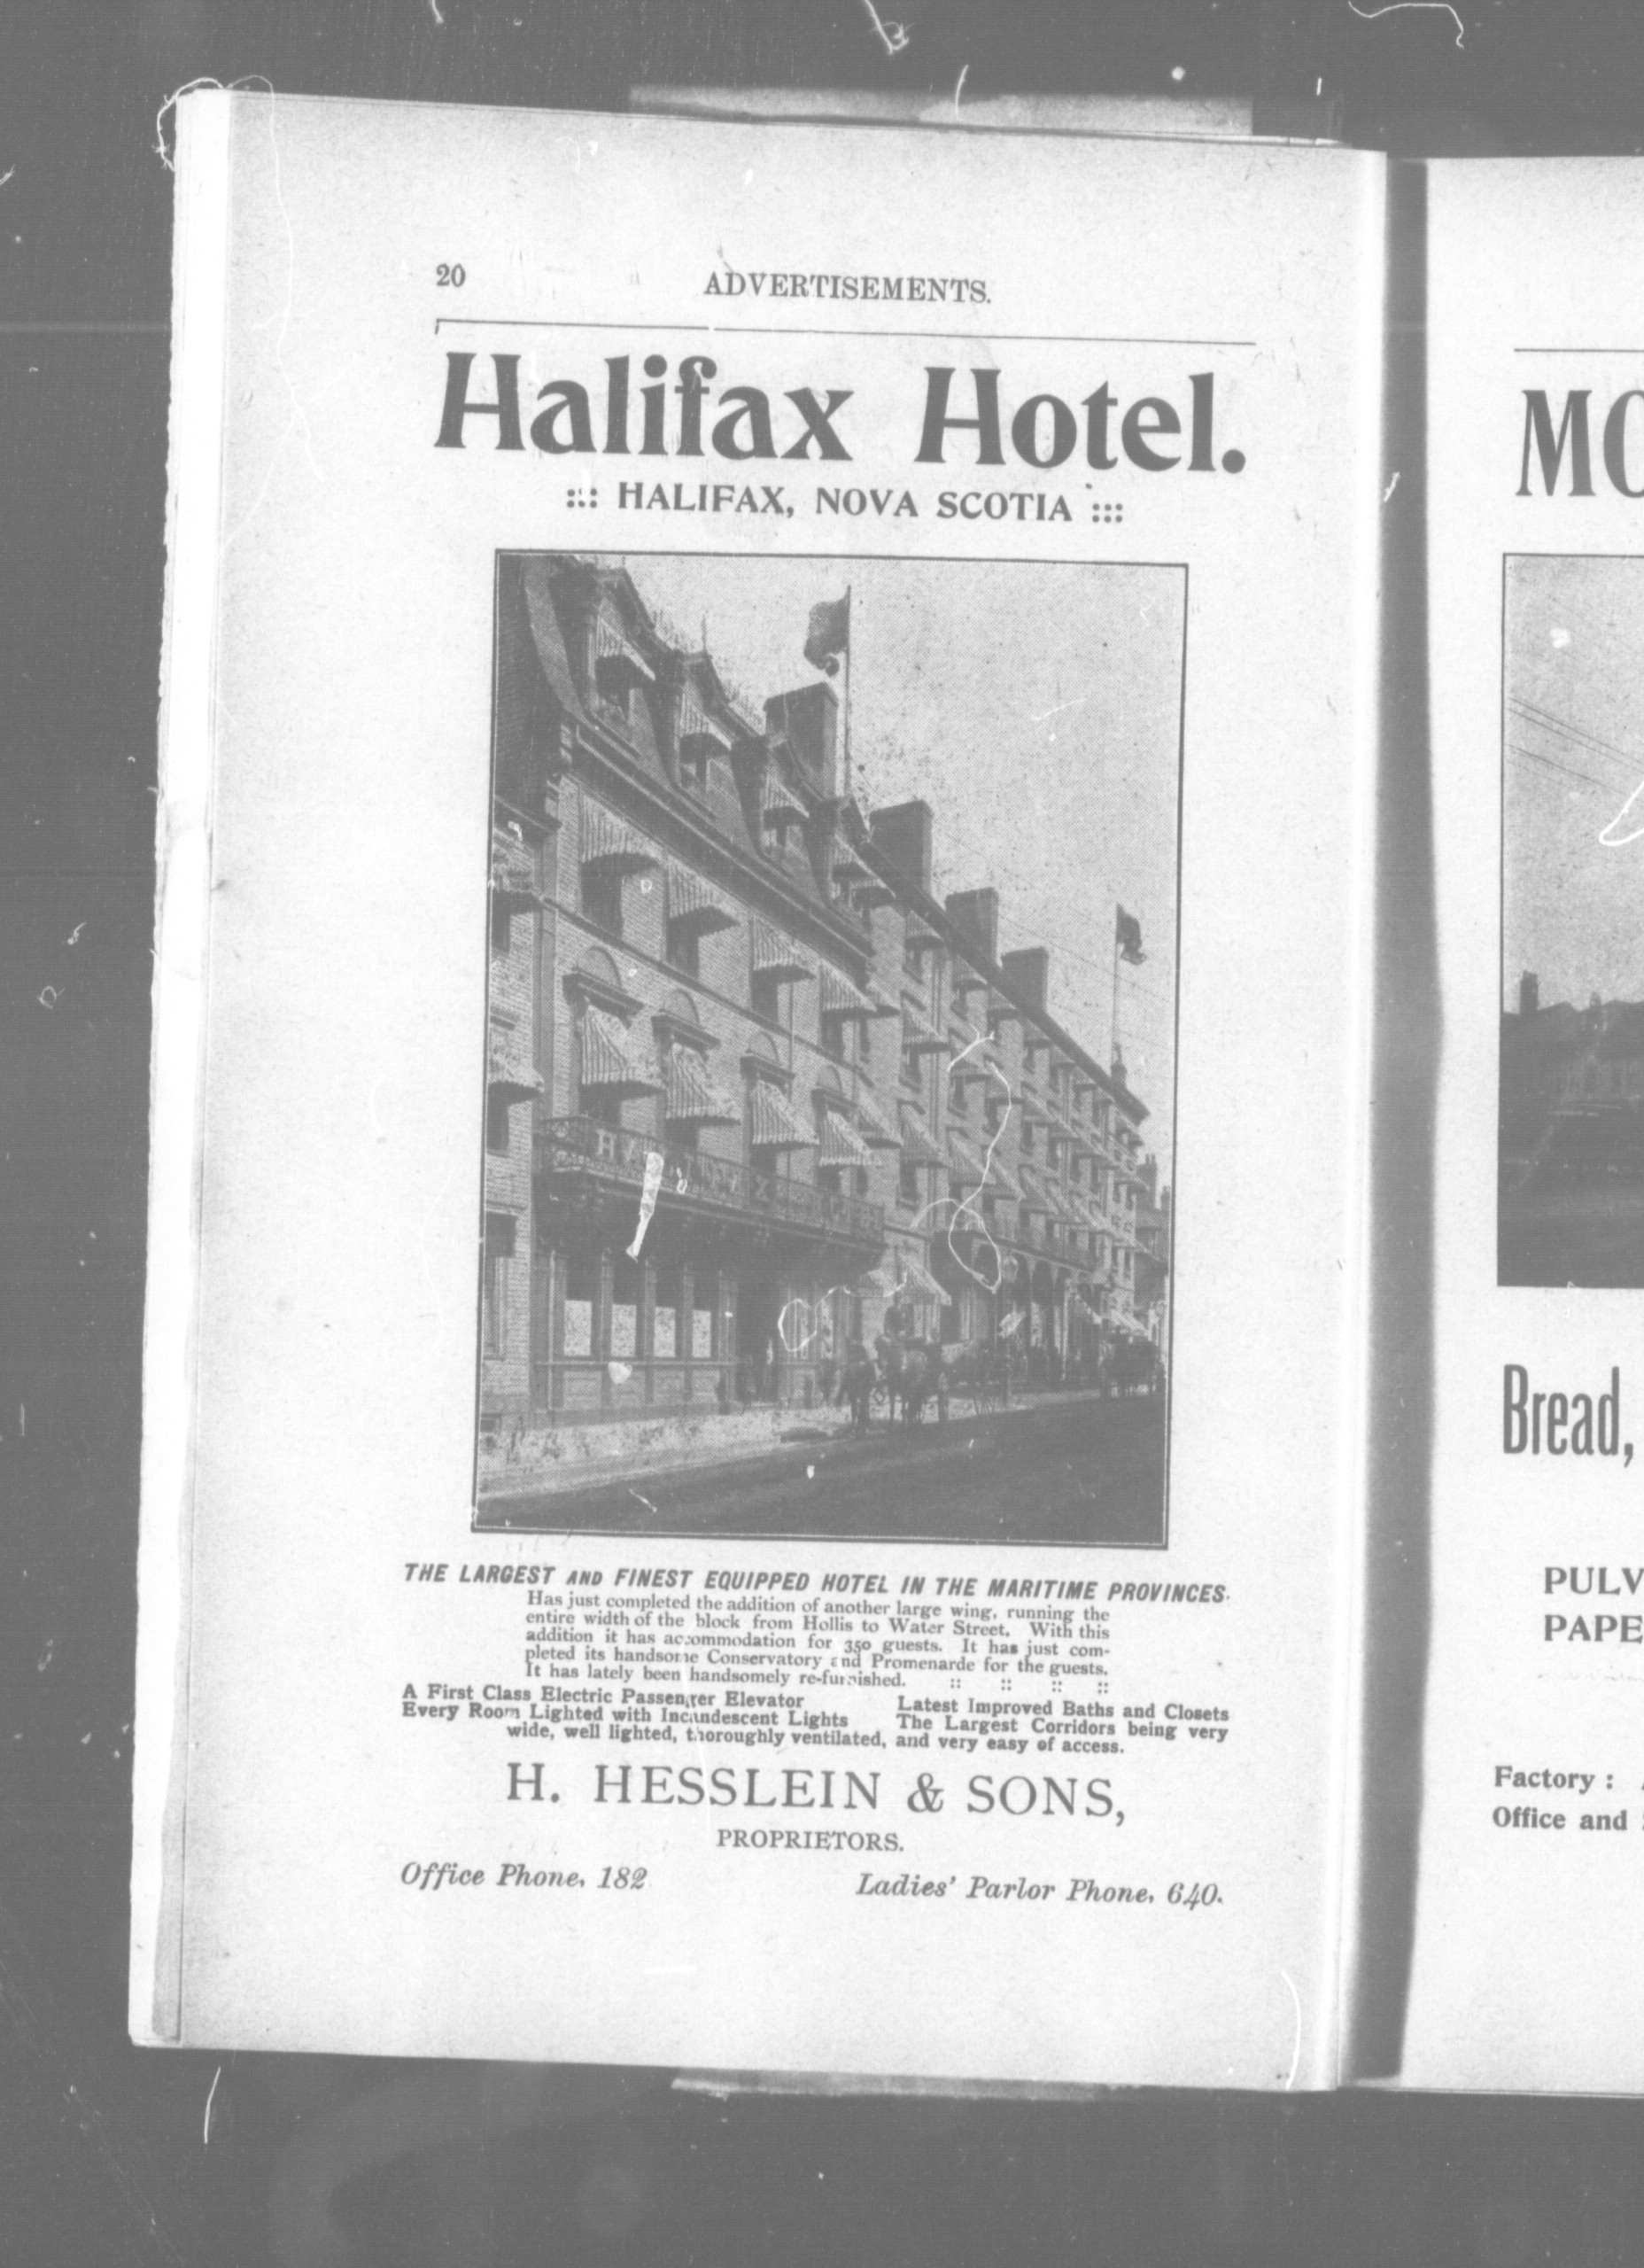 20 ADVERTISEMENTS.
Halifax Hotel.
::: HALIFAX, NOVA SCOTIA :::
THE LARGEST AND FINEST EQUIPPED HOTEL IN THE MARITIME PROVINCES.
Has just completed the addition of another large wing, running the
entire width of the block from Hollis to Water Street. With this
addition it has accommodation for 350 guests. It has just com-
pleted its handsome Conservatory and Promenarde for the guests.
It has lately been handsomely re-furnished. :: :: :: ::
A First Class Electric Passenger Elevator Latest Improved Baths and Closets
Every Room Lighted with Incandescent Lights The Largest Corridors being very
wide, well lighted, thoroughly ventilated, and very easy of access.
H. HESSLEIN & SONS,
PROPRIETORS.
Office Phone, 182 Ladies' Parlor Phone, 640.
MO
Bread,
PULV
PAPE
Factory :
Office and